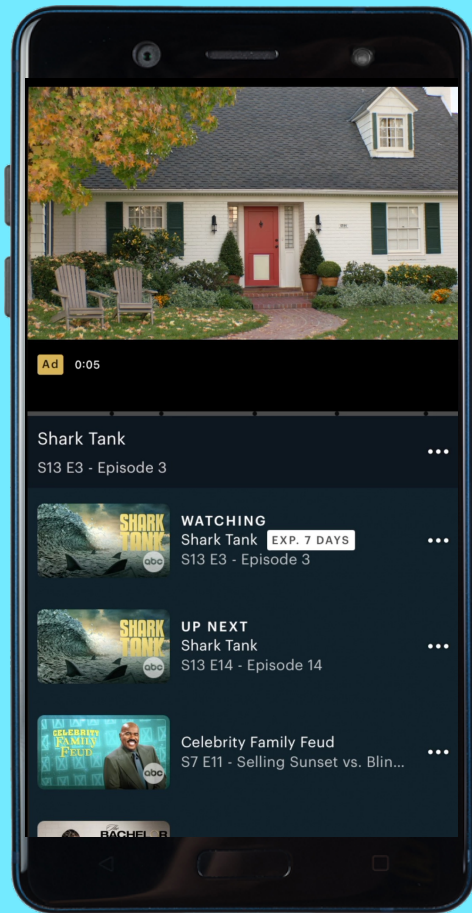 Ad 0:05
Shark Tank
S13 E3 - Episode 3
SHARK
TANK
abc
WATCHING
Shark Tank EXP. 7 DAYS
S13 E3 - Episode 3
SHARK
TANK
abc
UP NEXT
Shark Tank
S13 E14 - Episode 14
CELEBRITY
FAMILY
FEUD
abc
Celebrity Family Feud
S7 E11 - Selling Sunset vs. Blin...
The